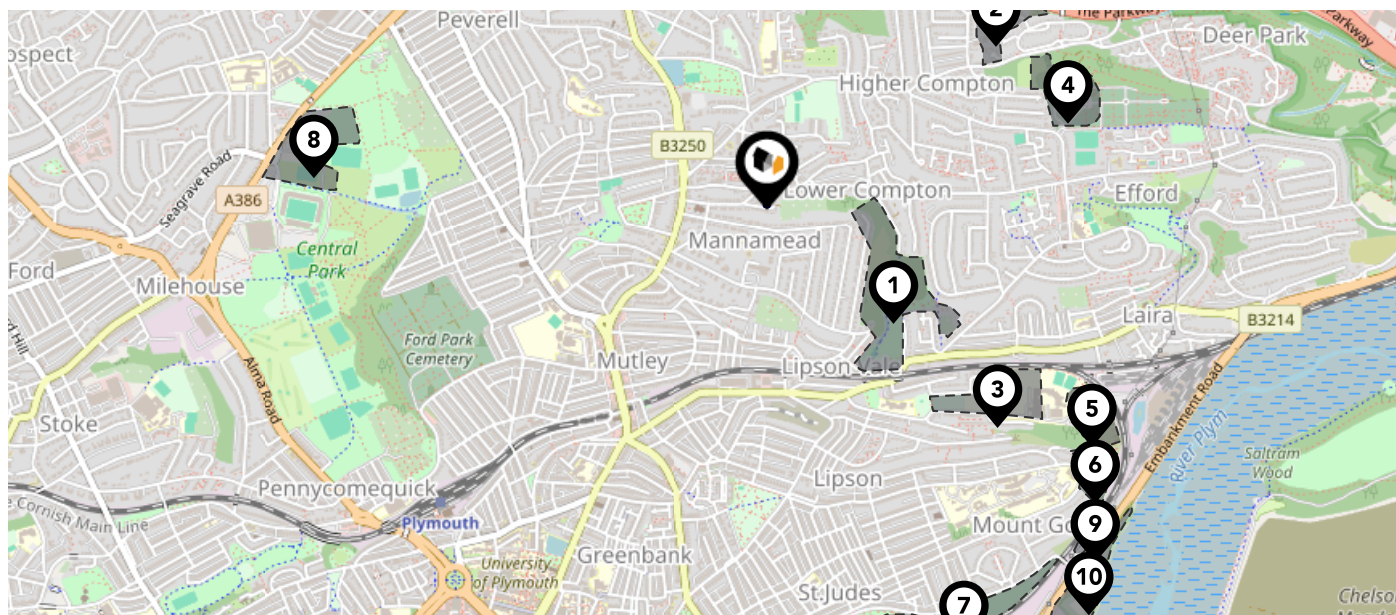 Peverell
2
The Parkway
Parkway
ospect
Deer Park
Higher Compton
4
8
B3250
Seagrave Road
Lower Compton
Efford
A386
Central
Park
Mannamead
Ford
Milehouse
1
Laira
B3214
Ford Park
Cemetery
Mutley
Lipson Vale
rd Hill
Alma Road
3
5
Embankment Road
River Plym
Stoke
6
Saltram
Wood
Lipson
Pennycomequick
e Cornish Main Line
Plymouth
Mount Go
9
Greenbank
University
of Plymouth
10
St.Judes
7
Chelso